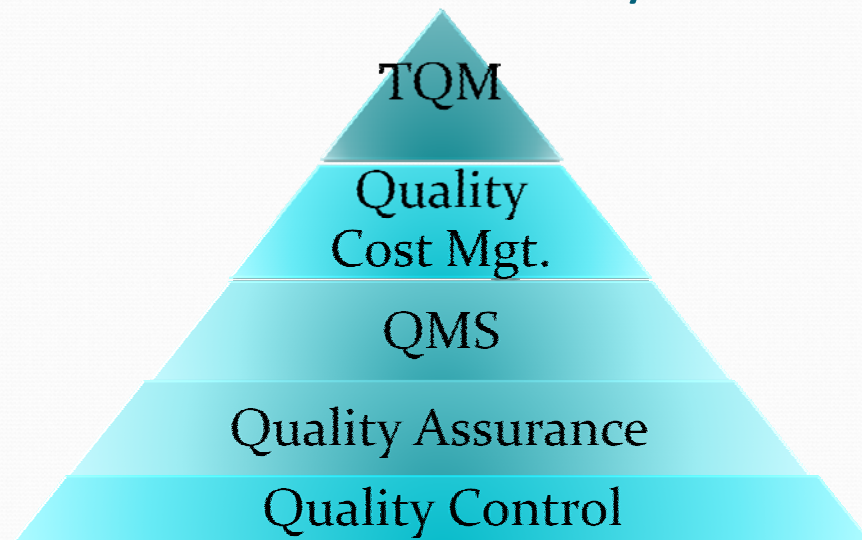 TQM
Quality
Cost Mgt.
QMS
Quality Assurance
Quality Control